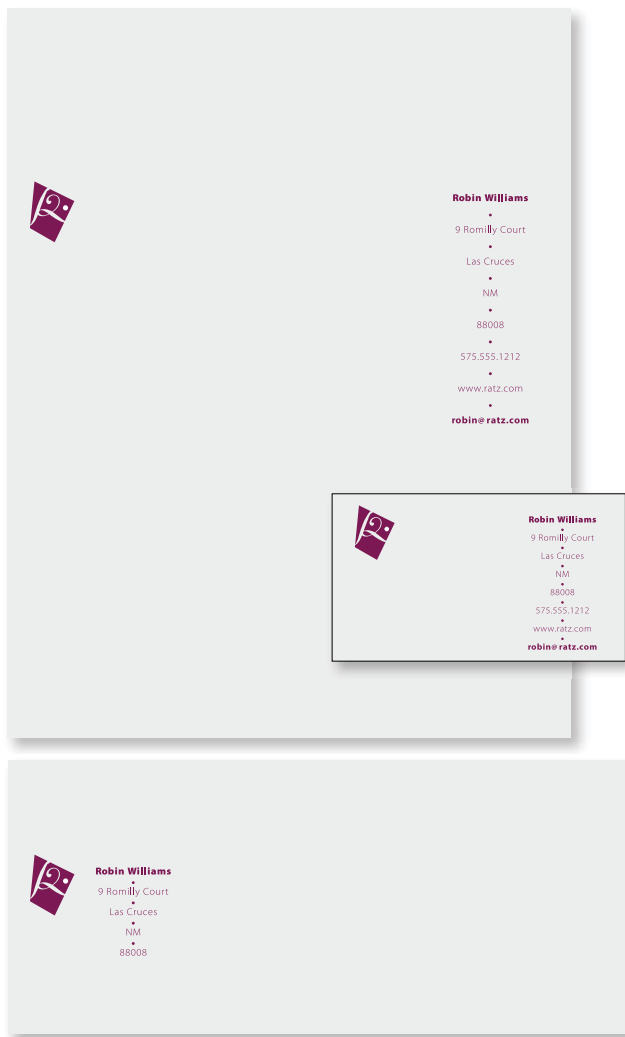 Robin Williams
•
9 Romilly Court
•
Las Cruces
•
NM
•
88008
•
575.555.1212
•
www.ratz.com
•
robin@ratz.com
Robin Williams
•
9 Romilly Court
•
Las Cruces
•
NM
•
88008
•
575.555.1212
•
www.ratz.com
•
robin@ratz.com
Robin Williams
•
9 Romilly Court
•
Las Cruces
•
NM
•
88008